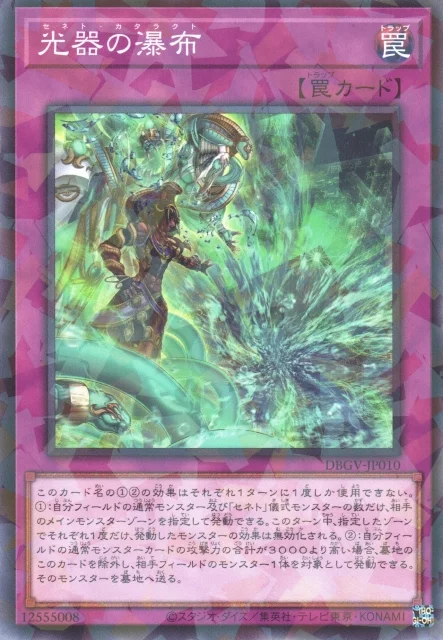 セネト・カタラクト
光器の瀑布
トラップ
罠
トラップ
【罠カード】
DBGV-JP010
このカード名の①②の効果はそれぞれ1ターンに1度しか使用できない。
①:自分フィールドの通常モンスター及び「セネト」儀式モンスターの数だけ、相手
のメインモンスターゾーンを指定して発動できる。このターン中、指定したゾーン
でそれぞれ1度だけ、発動したモンスターの効果は無効化される。②:自分フィー
ルドの通常モンスターカードの攻撃力の合計が3000より高い場合、墓地の
このカードを除外し、相手フィールドのモンスター1体を対象として発動できる。
そのモンスターを墓地へ送る。
12555008
©スタジオ・ダイス/集英社・テレビ東京・KONAMI